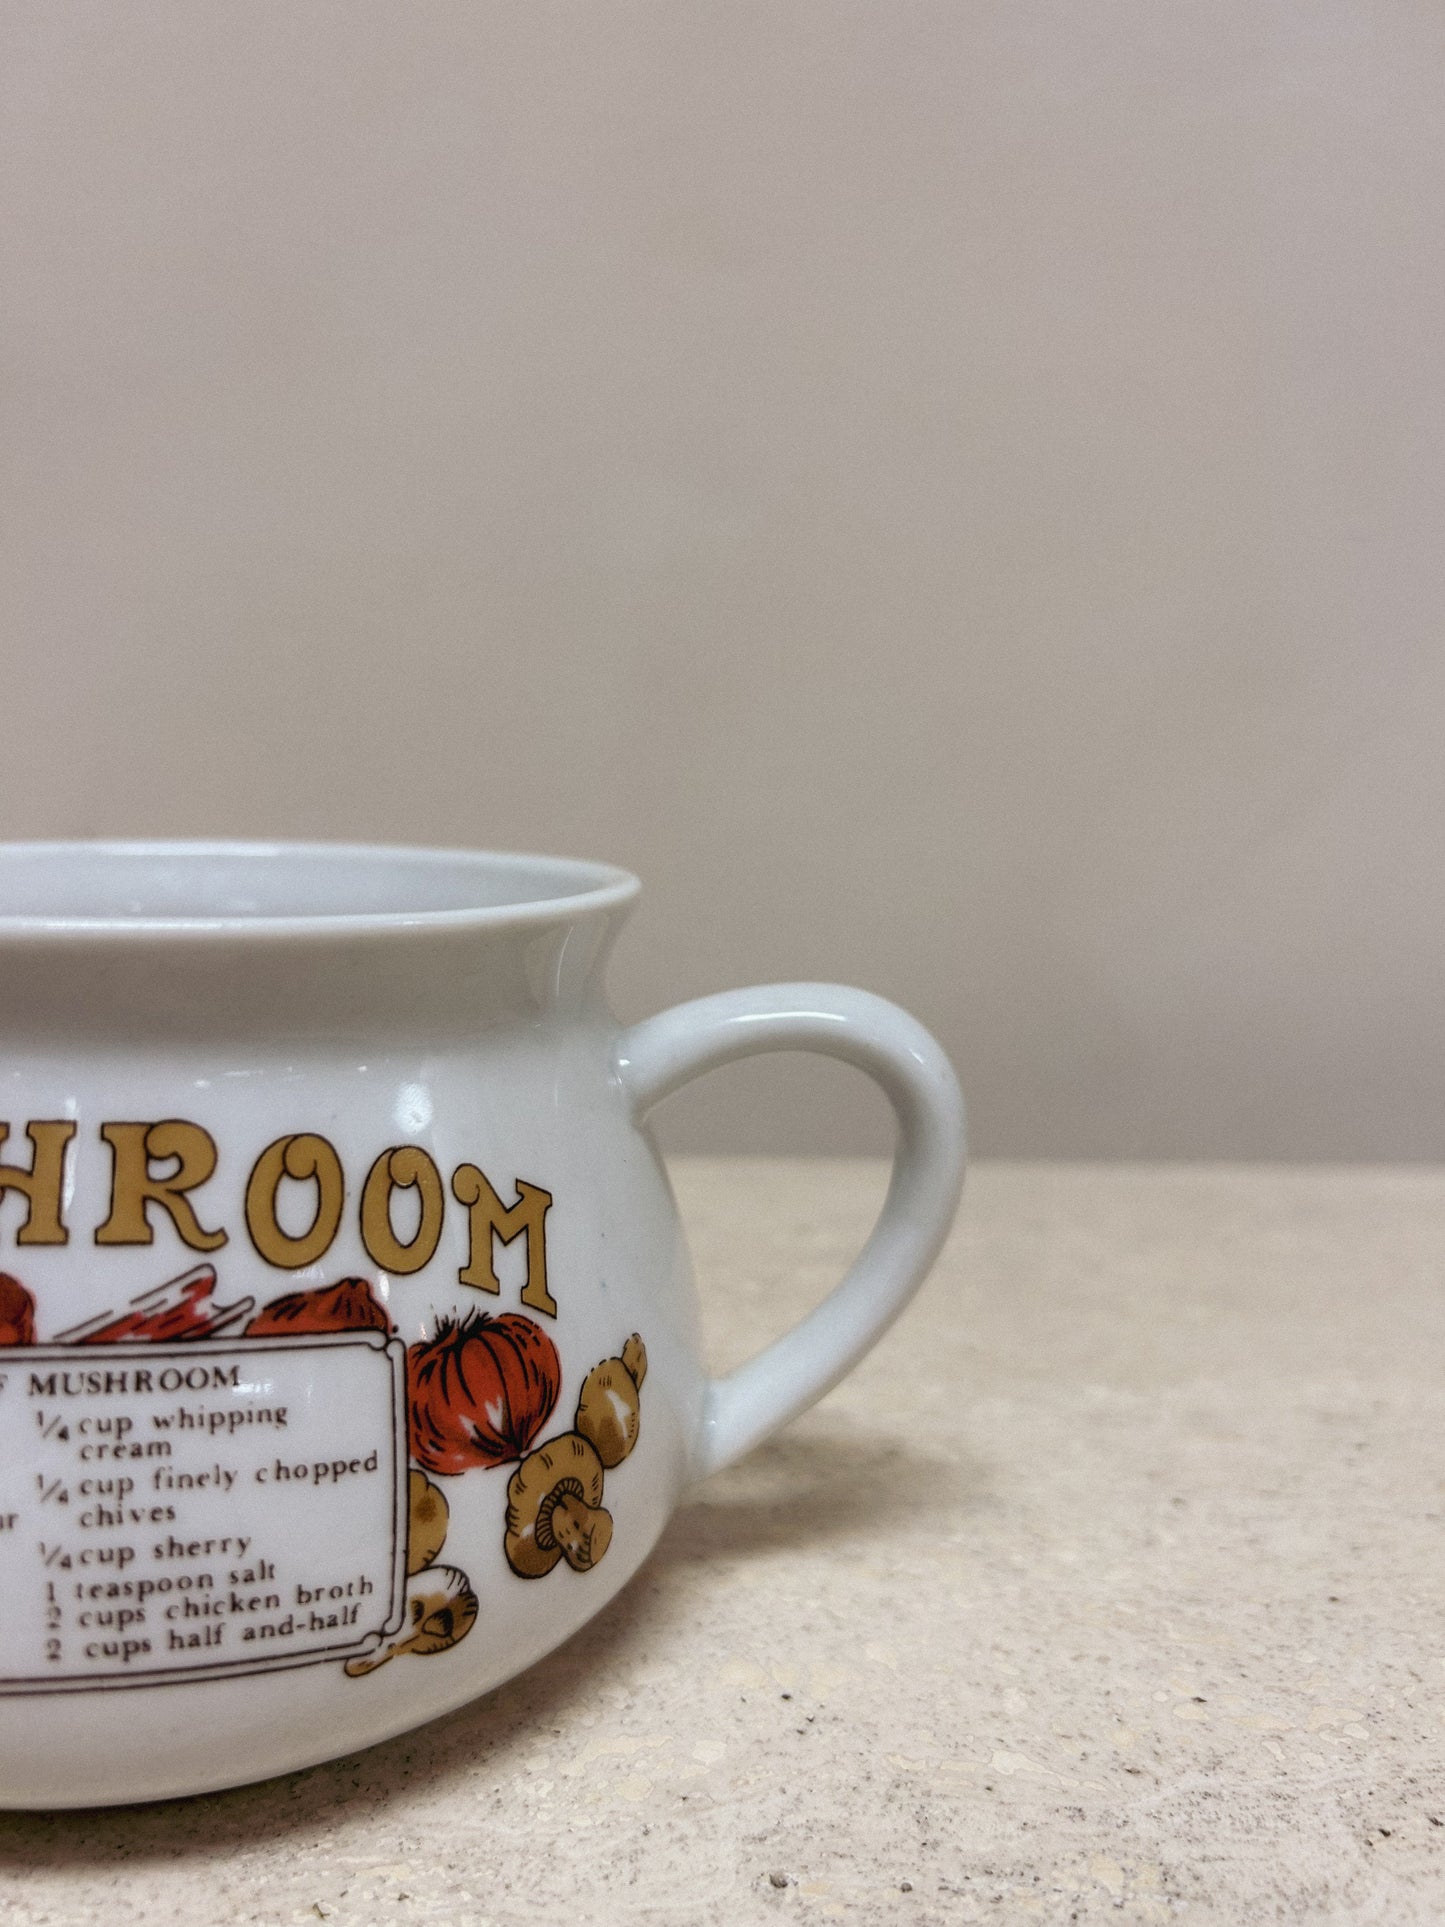 HROOM
F MUSHROOM
1/4 cup whipping
cream
1/4 cup finely chopped
ur chives
1/4 cup sherry
1 teaspoon salt
2 cups chicken broth
2 cups half and-half